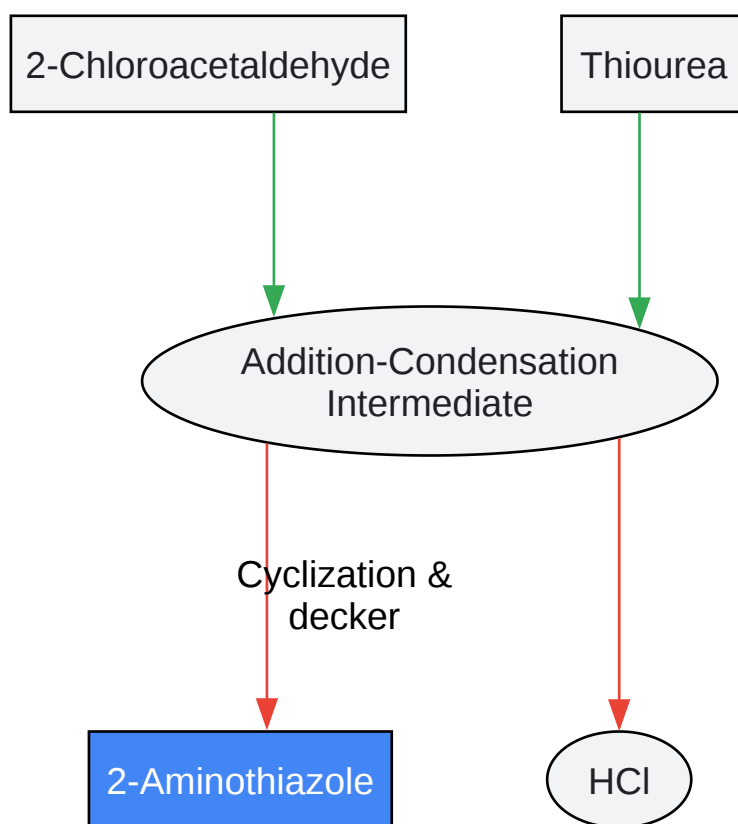 2-Chloroacetaldehyde
Thiourea
Addition-Condensation
Intermediate
Cyclization &
decker
2-Aminothiazole
HCl